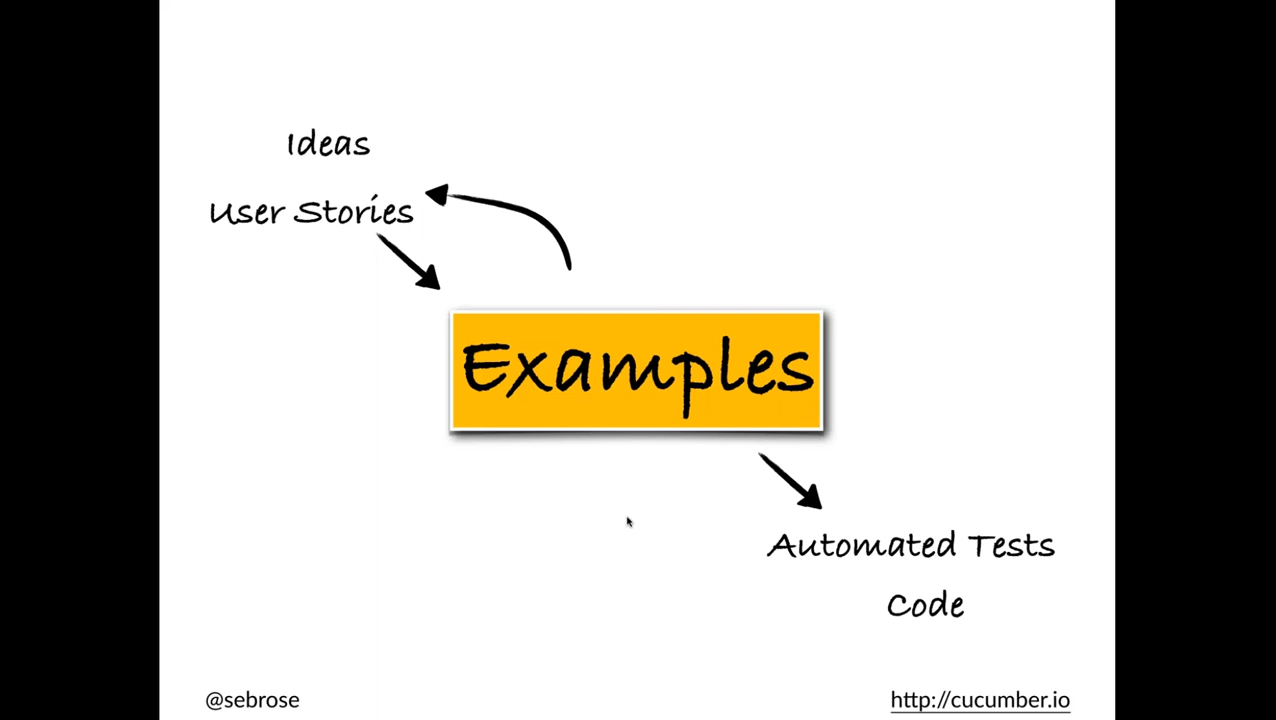 Ideas
User Stories
Examples
Automated Tests
Code
@sebrose
http://cucumber.io